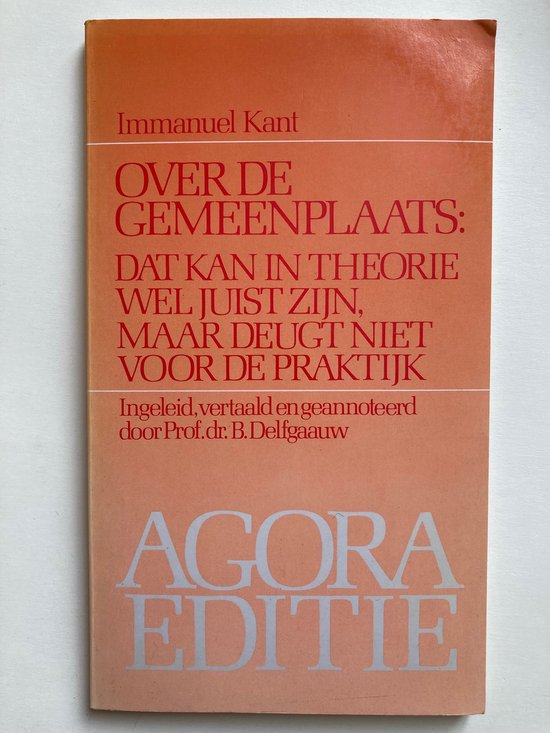 Immanuel Kant
OVER DE
GEMEENPLAATS:
DAT KAN IN THEORIE
WEL JUIST ZIJN,
MAAR DEUGT NIET
VOOR DE PRAKTIJK
Ingeleid, vertaald en geannoteerd
door Prof. dr. B. Delfgaauw
AGORA
EDITIE